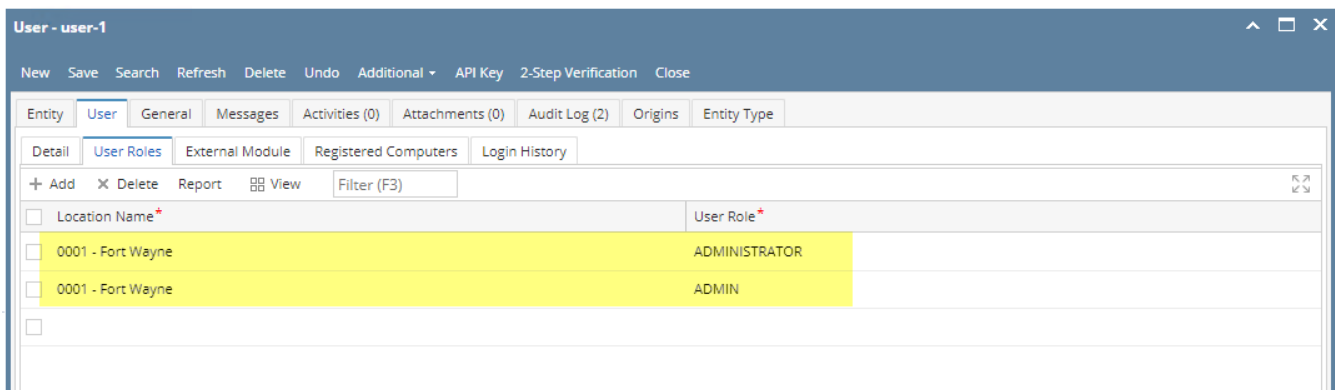 User - user-1
New Save Search Refresh Delete Undo Additional API Key 2-Step Verification Close
Entity User General Messages Activities (0) Attachments (0) Audit Log (2) Origins Entity Type
Detail User Roles External Module Registered Computers Login History
Add Delete Report View Filter (F3)
Location Name* User Role*
0001 - Fort Wayne ADMINISTRATOR
0001 - Fort Wayne ADMIN